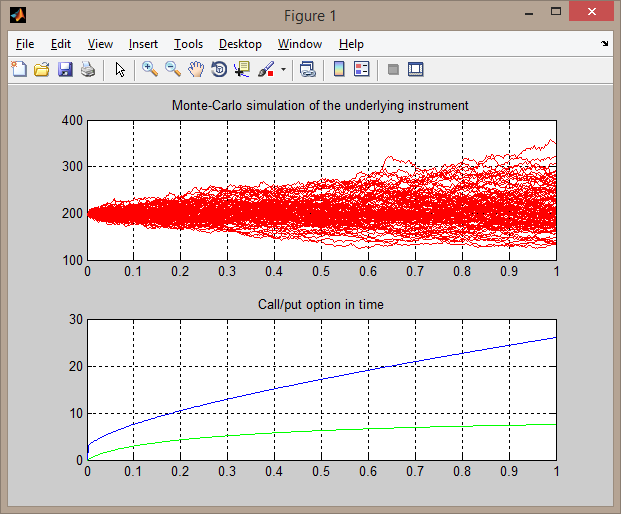 Figure 1
File Edit View Insert Tools Desktop Window Help
Monte-Carlo simulation of the underlying instrument
400
300
200
100
0 0.1 0.2 0.3 0.4 0.5 0.6 0.7 0.8 0.9 1
Call/put option in time
30
20
10
0
0 0.1 0.2 0.3 0.4 0.5 0.6 0.7 0.8 0.9 1